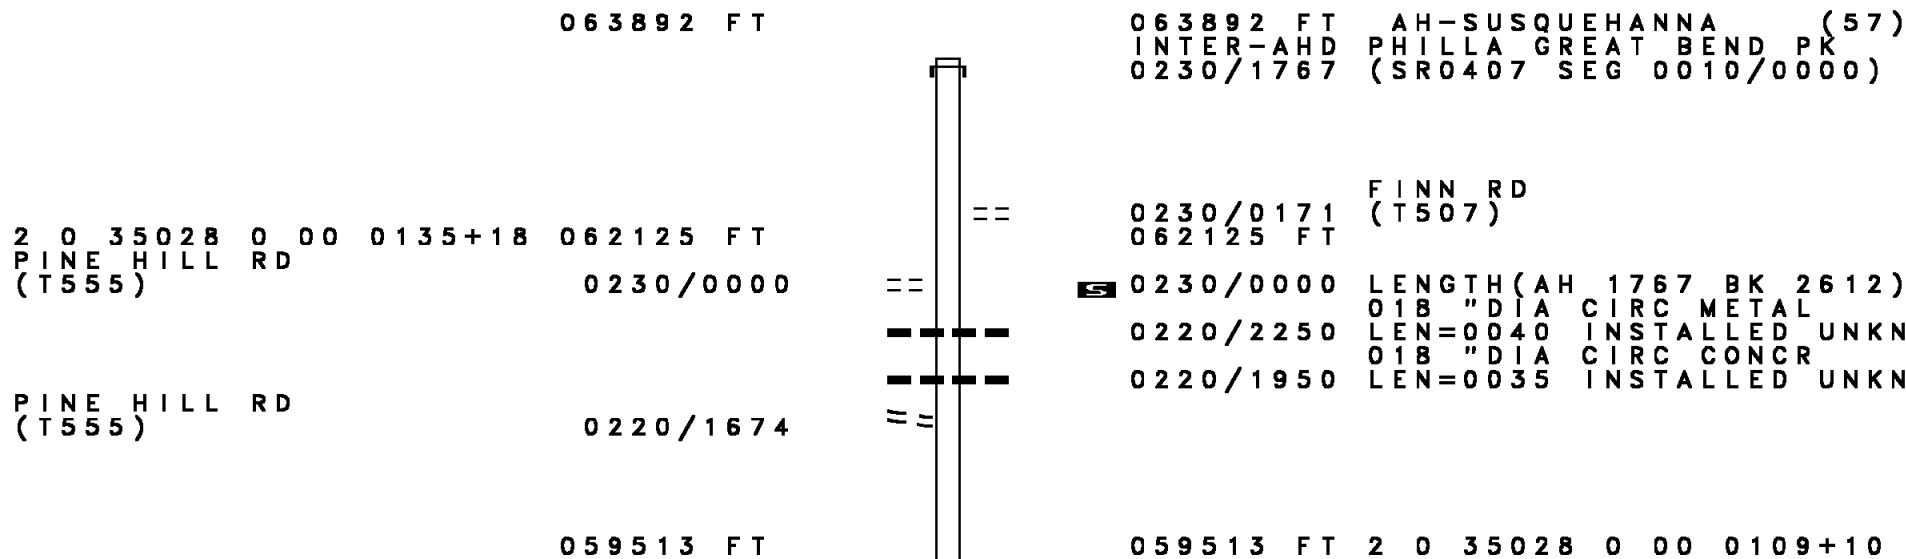 063892 FT 063892 FT AH-SUSQUEHANNA (57)
INTER-AHD PHILLA GREAT BEND PK
0230/1767 (SR0407 SEG 0010/0000)
FINN RD
0230/0171 (T507)
2 0 35028 0 00 0135+18 062125 FT 062125 FT
PINE HILL RD
(T555) 0230/0000 S 0230/0000 LENGTH(AH 1767 BK 2612)
018 "DIA CIRC METAL
0220/2250 LEN=0040 INSTALLED UNKN
018 "DIA CIRC CONCR
0220/1950 LEN=0035 INSTALLED UNKN
PINE HILL RD
(T555) 0220/1674
059513 FT 059513 FT 2 0 35028 0 00 0109+10